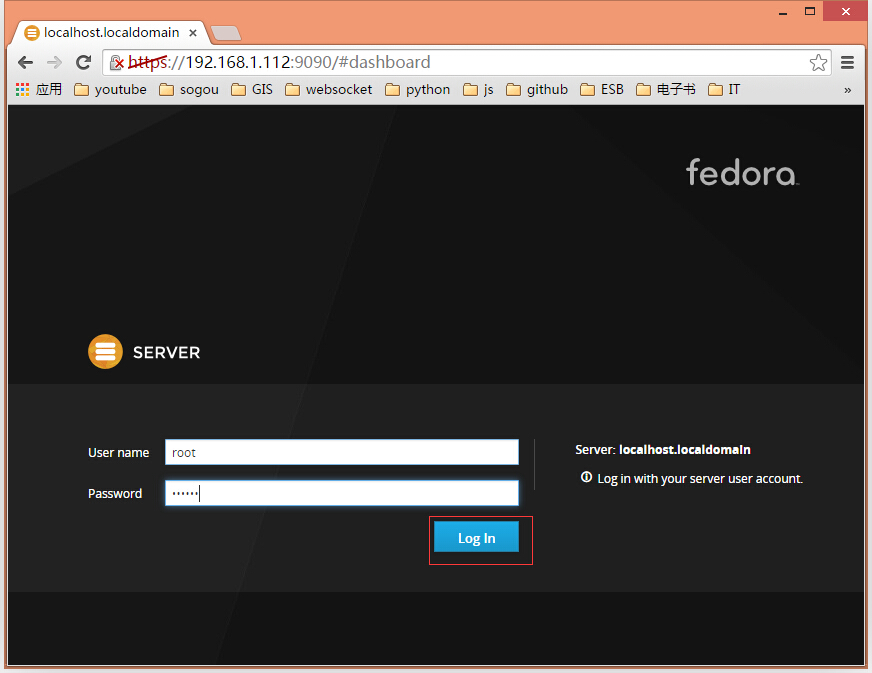 localhost.localdomain
https://192.168.1.112:9090/#dashboard
应用 youtube sogou GIS websocket python js github ESB 电子书 IT »
fedora
SERVER
User name root
Password ••••••
Log In
Server: localhost.localdomain
Log in with your server user account.